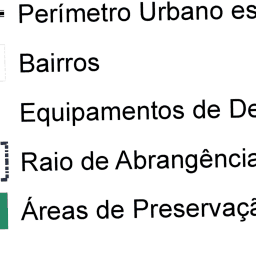 Perímetro Urbano es
Bairros
Equipamentos de De
Raio de Abrangência
Áreas de Preservaçã